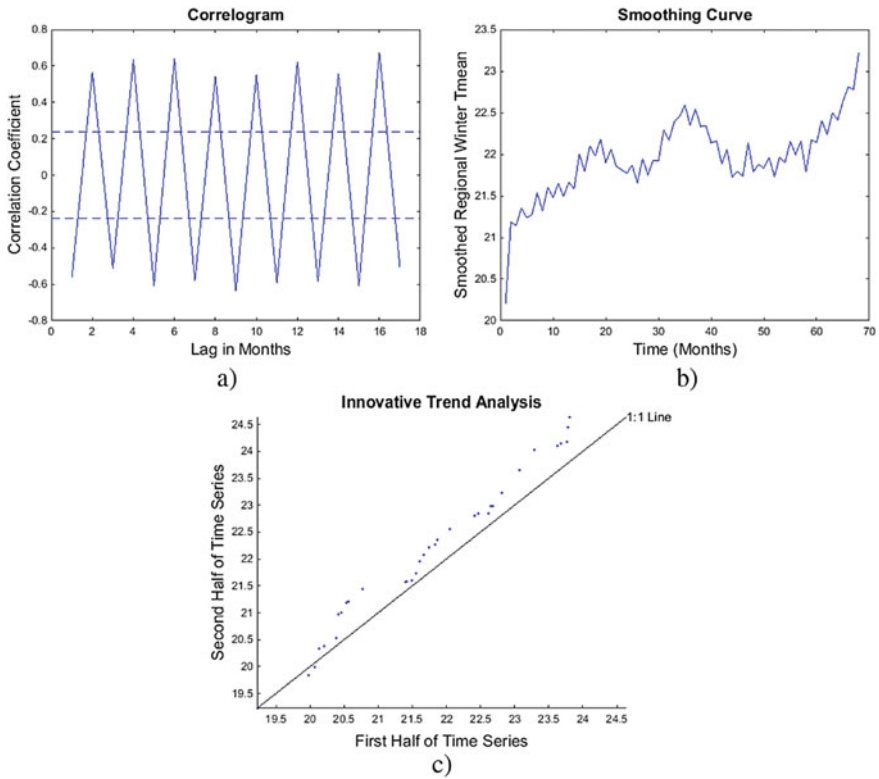 Correlogram
0.8
0.6
0.4
0.2
0
-0.2
-0.4
-0.6
-0.8
Correlation Coefficient
0 2 4 6 8 10 12 14 16 18
Lag in Months
a)
Smoothing Curve
23.5
23
22.5
22
21.5
21
20.5
20
Smoothed Regional Winter Tmean
0 10 20 30 40 50 60 70
Time (Months)
b)
Innovative Trend Analysis
1:1 Line
24.5
24
23.5
23
22.5
22
21.5
21
20.5
20
19.5
Second Half of Time Series
19.5 20 20.5 21 21.5 22 22.5 23 23.5 24 24.5
First Half of Time Series
c)